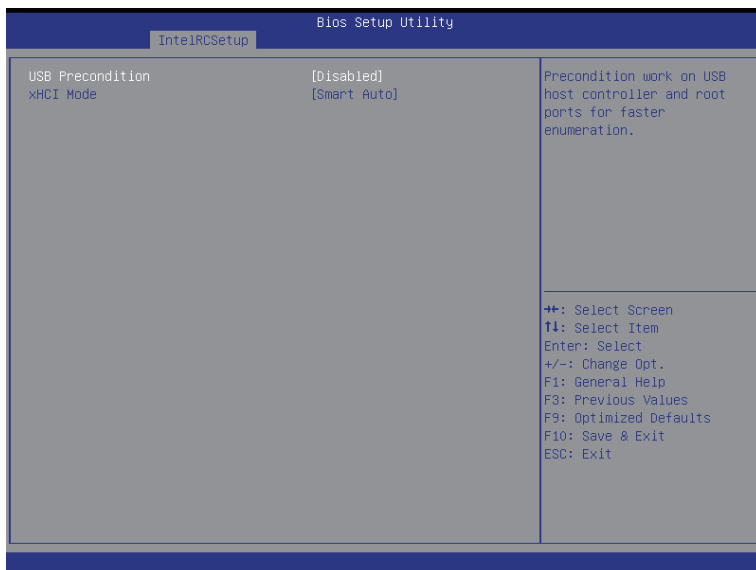 Bios Setup Utility
IntelRCSetup
USB Precondition [Disabled]
xHCI Mode [Smart Auto]
Precondition work on USB
host controller and root
ports for faster
enumeration.
→←: Select Screen
↑↓: Select Item
Enter: Select
+/-: Change Opt.
F1: General Help
F3: Previous Values
F9: Optimized Defaults
F10: Save & Exit
ESC: Exit